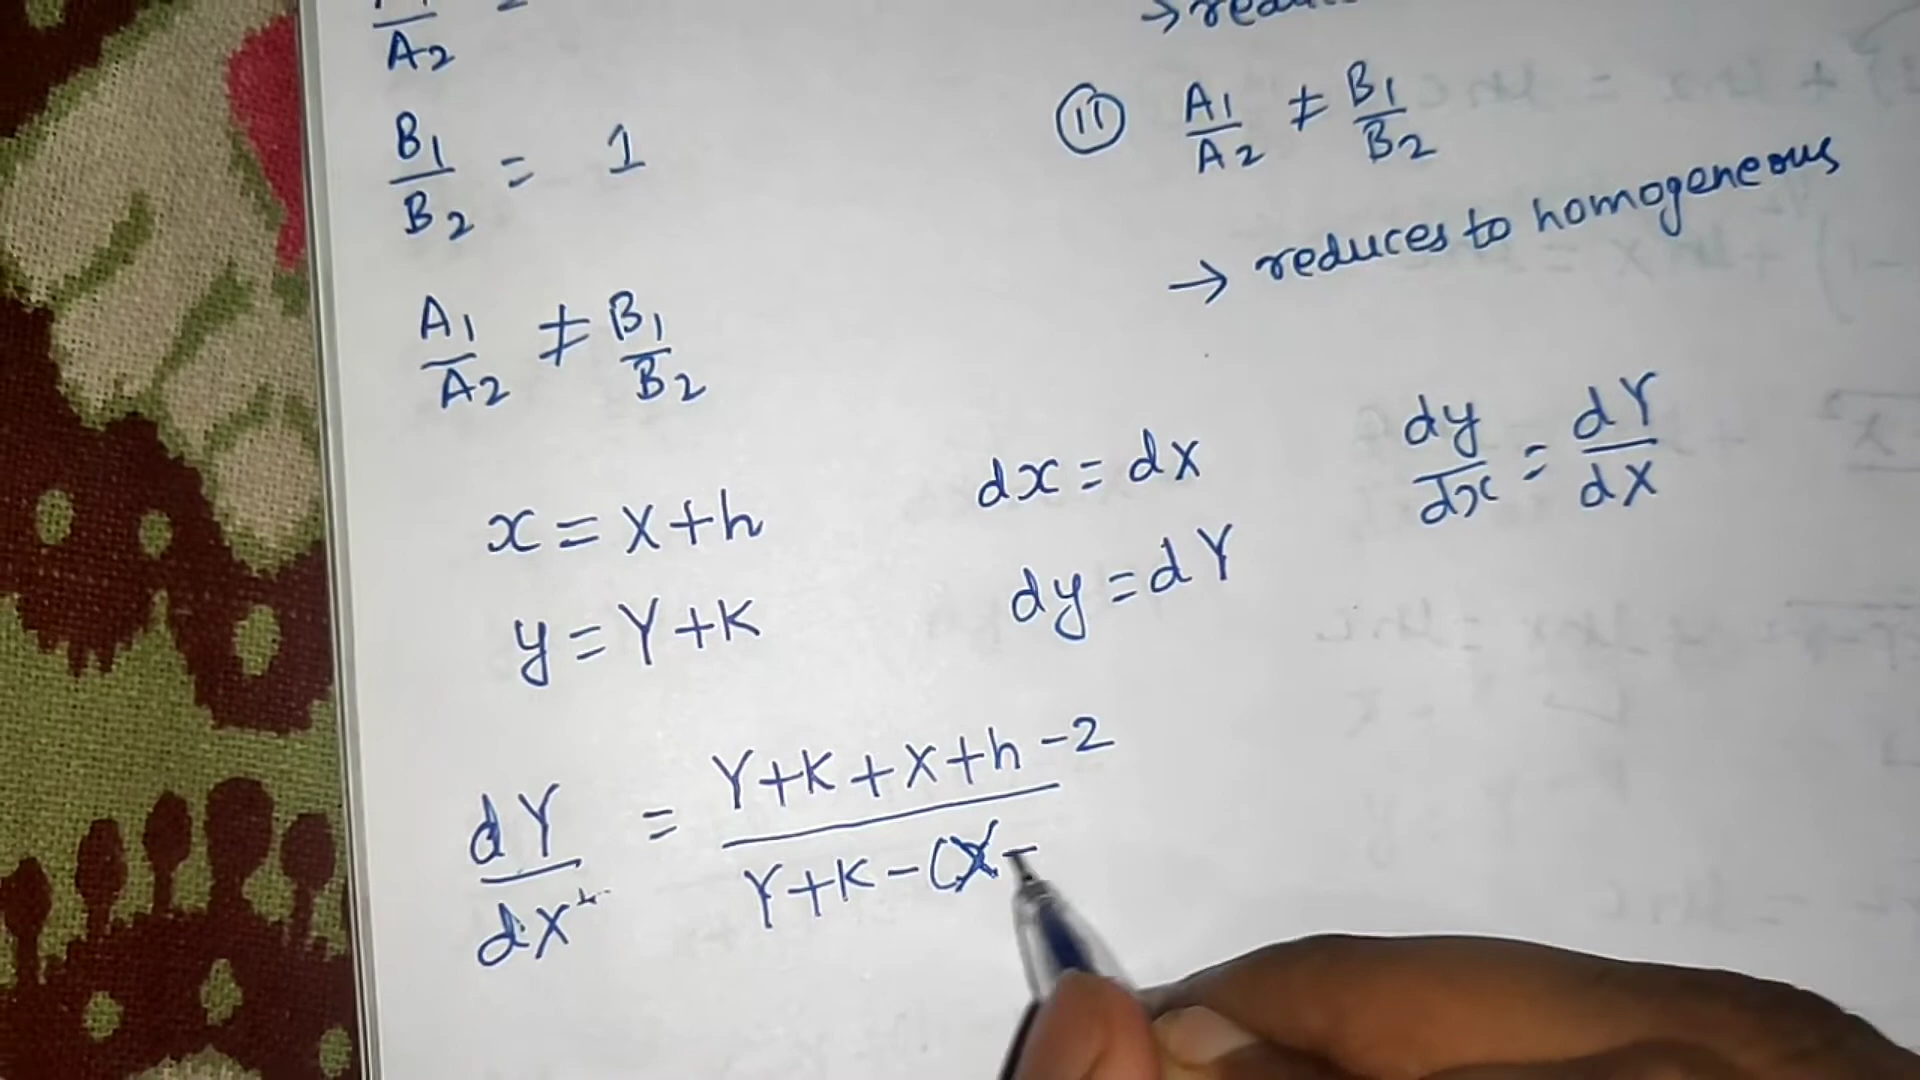 A2
B1/B2 = 1
A1/A2 ≠ B1/B2
x = X+h
y = Y+K
dY/dX = Y+K+X+h-2 / Y+K-(X-
→
(II) A1/A2 ≠ B1/B2
→ reduces to homogeneous
dx = dX
dy = dY
dy/dx = dY/dX